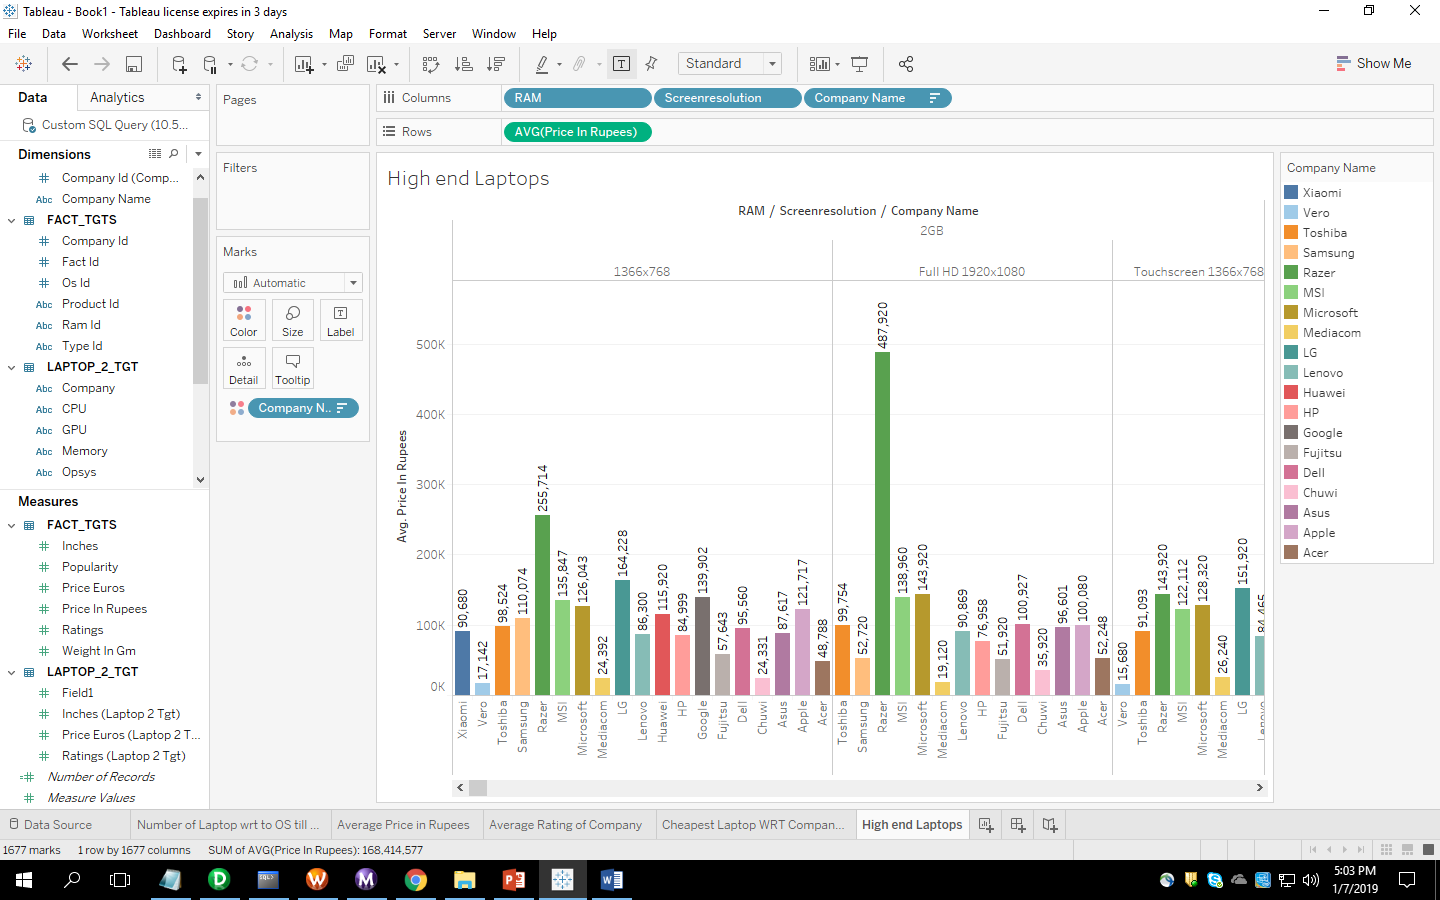 Tableau - Book1 - Tableau license expires in 3 days
File Data Worksheet Dashboard Story Analysis Map Format Server Window Help
Standard
Show Me
Data Analytics
Custom SQL Query (10.5...
Dimensions
Company Id (Comp...
Company Name
FACT_TGTS
Company Id
Fact Id
Os Id
Product Id
Ram Id
Type Id
LAPTOP_2_TGT
Company
CPU
GPU
Memory
Opsys
Measures
FACT_TGTS
Inches
Popularity
Price Euros
Price In Rupees
Ratings
Weight In Gm
LAPTOP_2_TGT
Field1
Inches (Laptop 2 Tgt)
Price Euros (Laptop 2 T...
Ratings (Laptop 2 Tgt)
Number of Records
Measure Values
Pages
Filters
Marks
Automatic
Color Size Label
Detail Tooltip
Company N..
Columns RAM Screenresolution Company Name
Rows AVG(Price In Rupees)
High end Laptops
RAM / Screenresolution / Company Name
2GB
1366x768 Full HD 1920x1080 Touchscreen 1366x768
Avg. Price In Rupees
500K
400K
300K
200K
100K
0K
90,680 17,142 98,524 110,074 255,714 135,847 126,043 24,392 164,228 86,300 115,920 84,999 139,902 57,643 95,560 24,331 87,617 121,717 48,788 99,754 52,720 487,920 138,960 143,920 19,120 90,869 76,958 51,920 100,927 35,920 96,601 100,080 52,248 15,680 91,093 143,920 122,112 128,320 26,240 151,920 84,465
Xiaomi Vero Toshiba Samsung Razer MSI Microsoft Mediacom LG Lenovo Huawei HP Google Fujitsu Dell Chuwi Asus Apple Acer Toshiba Samsung Razer MSI Microsoft Mediacom Lenovo HP Fujitsu Dell Chuwi Asus Apple Acer Vero Toshiba Razer MSI Microsoft Mediacom LG Lenovo
Company Name
Xiaomi
Vero
Toshiba
Samsung
Razer
MSI
Microsoft
Mediacom
LG
Lenovo
Huawei
HP
Google
Fujitsu
Dell
Chuwi
Asus
Apple
Acer
Data Source Number of Laptop wrt to OS till ... Average Price in Rupees Average Rating of Company Cheapest Laptop WRT Compan... High end Laptops
1677 marks 1 row by 1677 columns SUM of AVG(Price In Rupees): 168,414,577
5:03 PM
1/7/2019